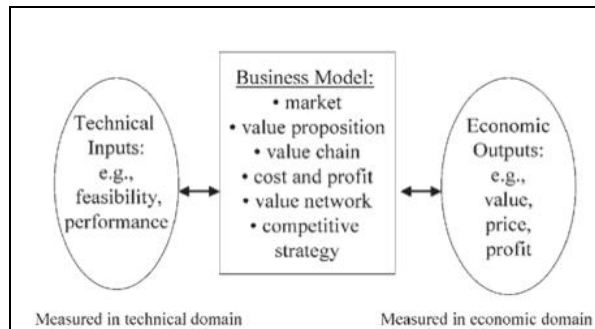 Technical
Inputs:
e.g.,
feasibility,
performance
Business Model:
• market
• value proposition
• value chain
• cost and profit
• value network
• competitive
strategy
Economic
Outputs:
e.g.,
value,
price,
profit
Measured in technical domain
Measured in economic domain